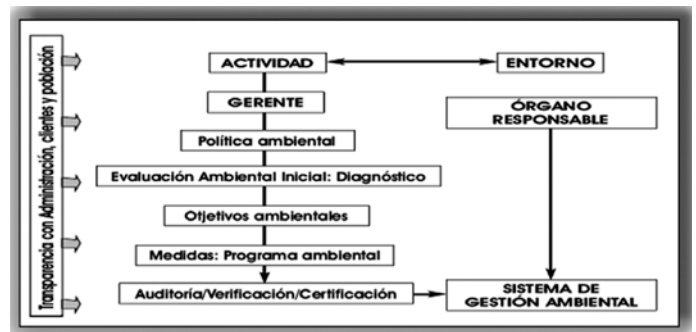 Transparencia con Administración, clientes y población
ACTIVIDAD
ENTORNO
GERENTE
ÓRGANO
RESPONSABLE
Política ambiental
Evaluación Ambiental Inicial: Diagnóstico
Objetivos ambientales
Medidas: Programa ambiental
Auditoría/Verificación/Certificación
SISTEMA DE
GESTIÓN AMBIENTAL